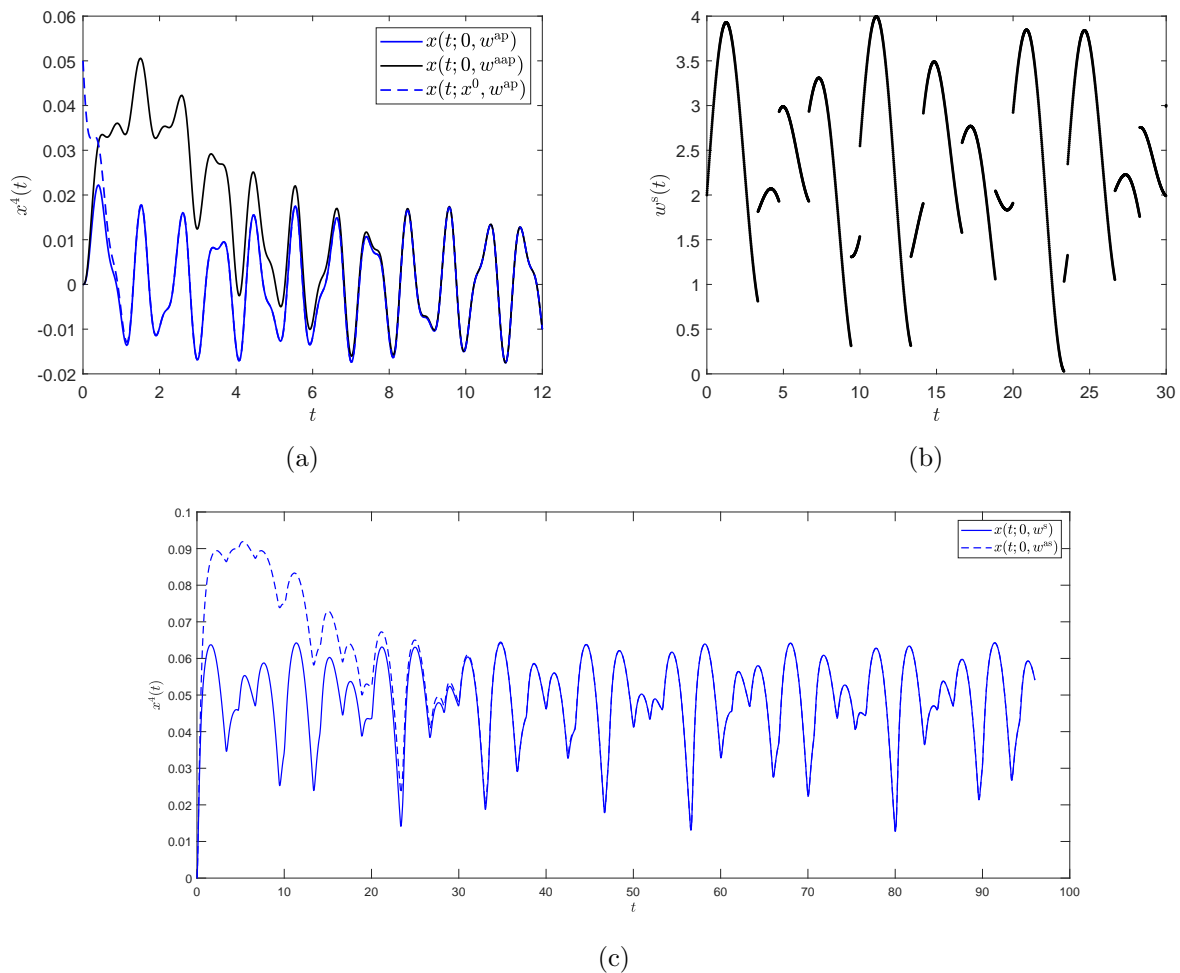 0.06
0.05
0.04
0.03
0.02
0.01
0
-0.01
-0.02
0 2 4 6 8 10 12
x⁴(t)
t
x(t; 0, w^ap)
x(t; 0, w^aap)
x(t; x⁰, w^ap)
(a)
4
3.5
3
2.5
2
1.5
1
0.5
0
0 5 10 15 20 25 30
w^s(t)
t
(b)
0.1
0.09
0.08
0.07
0.06
0.05
0.04
0.03
0.02
0.01
0
0 10 20 30 40 50 60 70 80 90 100
x⁴(t)
t
x(t; 0, w^s)
x(t; 0, w^as)
(c)